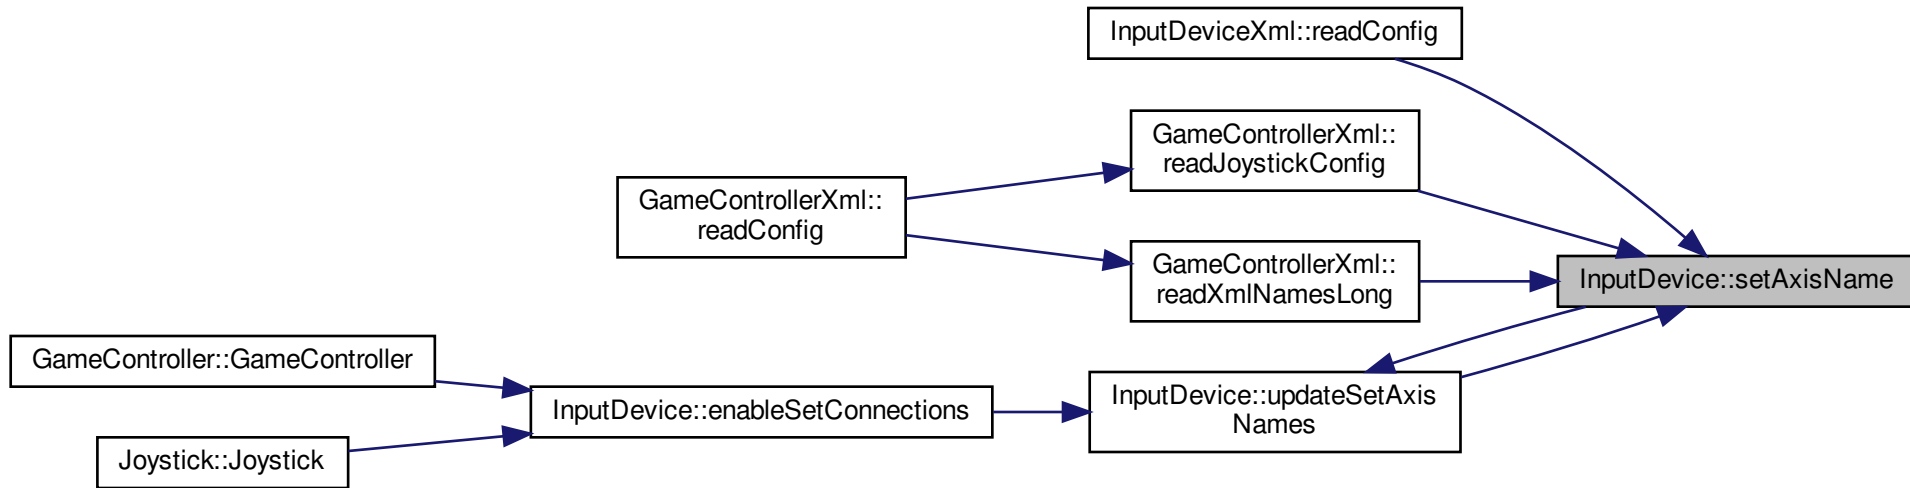 InputDeviceXml::readConfig
GameControllerXml::
readJoystickConfig
GameControllerXml::
readConfig
GameControllerXml::
readXmlNamesLong
InputDevice::setAxisName
GameController::GameController
InputDevice::enableSetConnections
InputDevice::updateSetAxis
Names
Joystick::Joystick